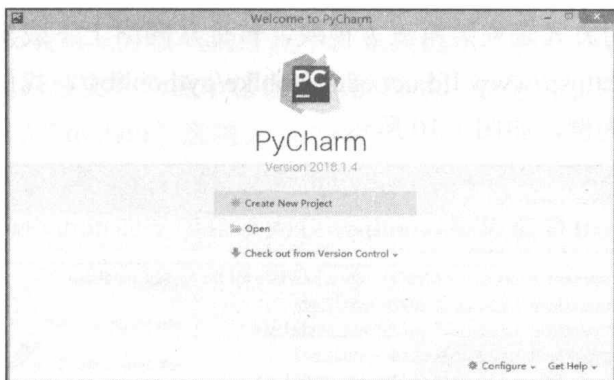 Welcome to PyCharm
PC
PyCharm
Version 2018.1.4
Create New Project
Open
Check out from Version Control
Configure
Get Help